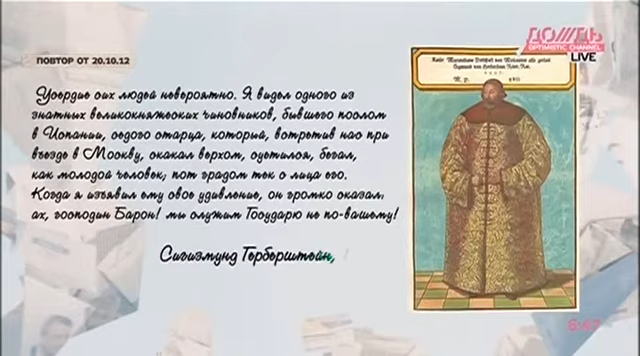 ПОВТОР ОТ 20.10.12
ДОЖДЬ
OPTIMISTIC CHANNEL
LIVE
Усердие сих людей невероятно. Я видел одного из
знатных великокняжеских чиновников, бывшего послом
в Испании, седого старца, который, встретив нас при
въезде в Москву, скакал верхом, суетился, бегал,
как молодой человек; пот градом тек с лица его.
Когда я изъявил ему свое удивление, он громко сказал:
ах, господин Барон! мы служим Государю не по-вашему!
Сигизмунд Герберштейн,